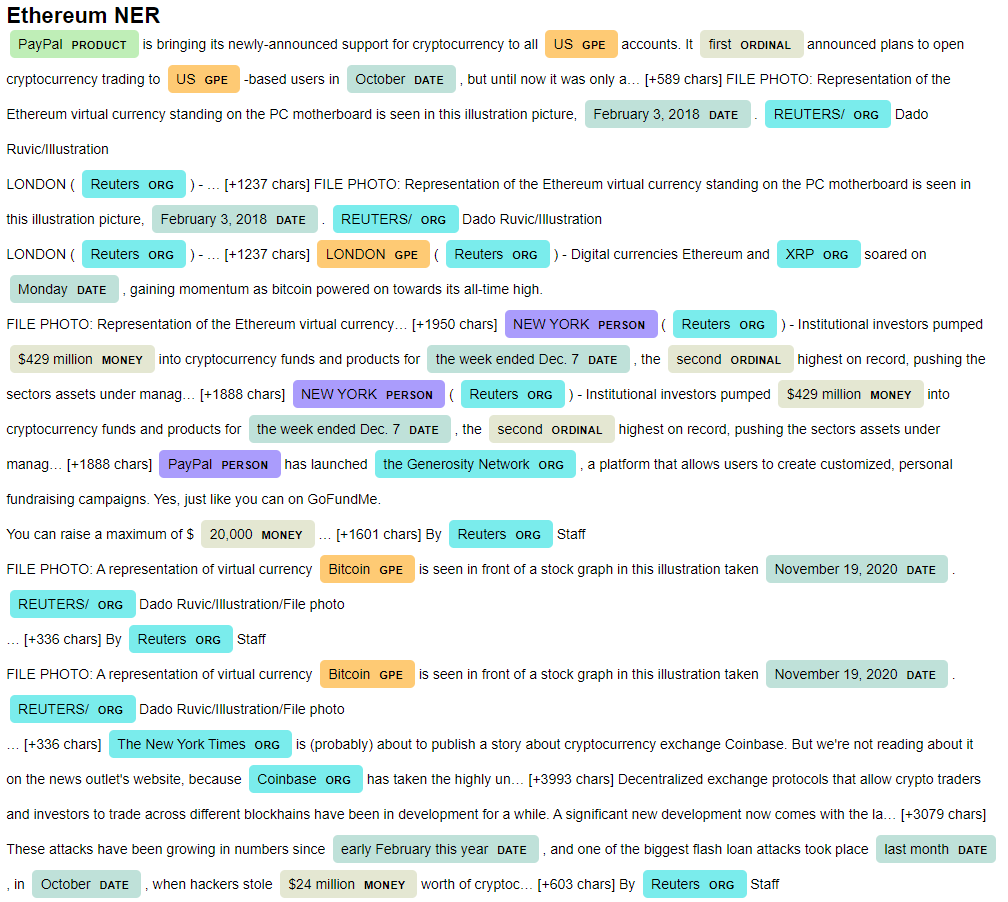 Ethereum NER
PayPal PRODUCT is bringing its newly-announced support for cryptocurrency to all US GPE accounts. It first ORDINAL announced plans to open
cryptocurrency trading to US GPE -based users in October DATE , but until now it was only a… [+589 chars] FILE PHOTO: Representation of the
Ethereum virtual currency standing on the PC motherboard is seen in this illustration picture, February 3, 2018 DATE . REUTERS/ ORG Dado
Ruvic/Illustration
LONDON ( Reuters ORG ) - … [+1237 chars] FILE PHOTO: Representation of the Ethereum virtual currency standing on the PC motherboard is seen in
this illustration picture, February 3, 2018 DATE . REUTERS/ ORG Dado Ruvic/Illustration
LONDON ( Reuters ORG ) - … [+1237 chars] LONDON GPE ( Reuters ORG ) - Digital currencies Ethereum and XRP ORG soared on
Monday DATE , gaining momentum as bitcoin powered on towards its all-time high.
FILE PHOTO: Representation of the Ethereum virtual currency… [+1950 chars] NEW YORK PERSON ( Reuters ORG ) - Institutional investors pumped
$429 million MONEY into cryptocurrency funds and products for the week ended Dec. 7 DATE , the second ORDINAL highest on record, pushing the
sectors assets under manag… [+1888 chars] NEW YORK PERSON ( Reuters ORG ) - Institutional investors pumped $429 million MONEY into
cryptocurrency funds and products for the week ended Dec. 7 DATE , the second ORDINAL highest on record, pushing the sectors assets under
manag… [+1888 chars] PayPal PERSON has launched the Generosity Network ORG , a platform that allows users to create customized, personal
fundraising campaigns. Yes, just like you can on GoFundMe.
You can raise a maximum of $ 20,000 MONEY … [+1601 chars] By Reuters ORG Staff
FILE PHOTO: A representation of virtual currency Bitcoin GPE is seen in front of a stock graph in this illustration taken November 19, 2020 DATE .
REUTERS/ ORG Dado Ruvic/Illustration/File photo
… [+336 chars] By Reuters ORG Staff
FILE PHOTO: A representation of virtual currency Bitcoin GPE is seen in front of a stock graph in this illustration taken November 19, 2020 DATE .
REUTERS/ ORG Dado Ruvic/Illustration/File photo
… [+336 chars] The New York Times ORG is (probably) about to publish a story about cryptocurrency exchange Coinbase. But we're not reading about it
on the news outlet's website, because Coinbase ORG has taken the highly un… [+3993 chars] Decentralized exchange protocols that allow crypto traders
and investors to trade across different blockhains have been in development for a while. A significant new development now comes with the la… [+3079 chars]
These attacks have been growing in numbers since early February this year DATE , and one of the biggest flash loan attacks took place last month DATE
, in October DATE , when hackers stole $24 million MONEY worth of cryptoc… [+603 chars] By Reuters ORG Staff